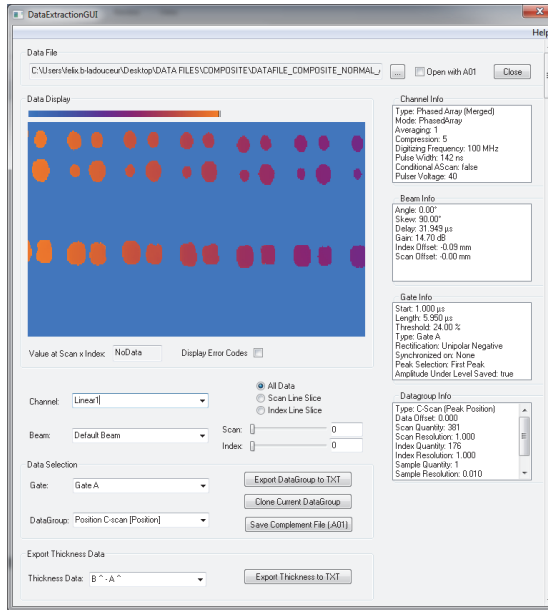 DataExtractionGUI
Help
Data File
C:\Users\felix.b-ladouceur\Desktop\DATA FILES\COMPOSITE\DATAFILE_COMPOSITE_NORMAL_
... Open with A01 Close
Data Display
Value at Scan x Index: NoData Display Error Codes
Channel: Linear1
Beam: Default Beam
All Data
Scan Line Slice
Index Line Slice
Scan: 0
Index: 0
Data Selection
Gate: Gate A
DataGroup: Position C-scan [Position]
Export DataGroup to TXT
Clone Current DataGroup
Save Complement File (.A01)
Export Thickness Data
Thickness Data: B ^ - A ^
Export Thickness to TXT
Channel Info
Type: Phased Array (Merged)
Mode: PhasedArray
Averaging: 1
Compression: 5
Digitizing Frequency: 100 MHz
Pulse Width: 142 ns
Conditional AScan: false
Pulser Voltage: 40
Beam Info
Angle: 0.00°
Skew: 90.00°
Delay: 31.949 µs
Gain: 14.70 dB
Index Offset: -0.09 mm
Scan Offset: -0.00 mm
Gate Info
Start: 1.000 µs
Length: 5.950 µs
Threshold: 24.00 %
Type: Gate A
Rectification: Unipolar Negative
Synchronized on: None
Peak Selection: First Peak
Amplitude Under Level Saved: true
Datagroup Info
Type: C-Scan (Peak Position)
Data Offset: 0.000
Scan Quantity: 381
Scan Resolution: 1.000
Index Quantity: 176
Index Resolution: 1.000
Sample Quantity: 1
Sample Resolution: 0.010